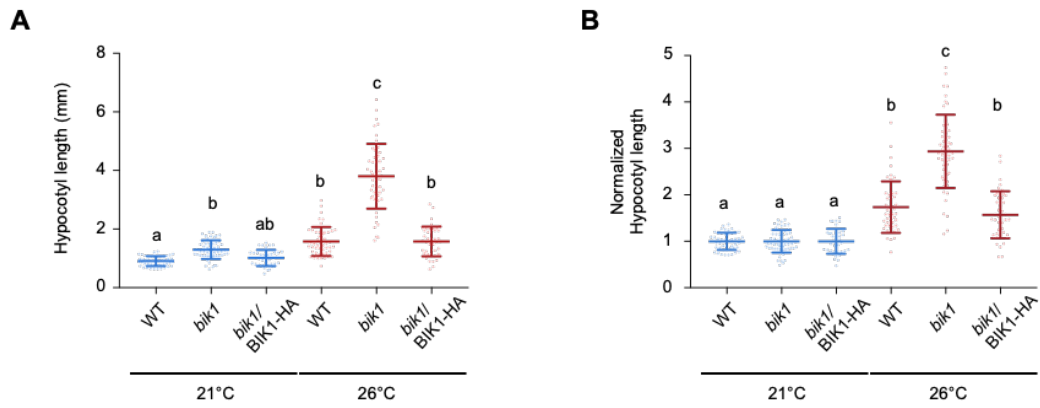 A
Hypocotyl length (mm)
8
6
4
2
0
a
b
ab
b
c
b
WT
bik1
bik1/
BIK1-HA
WT
bik1
bik1/
BIK1-HA
21°C
26°C
B
Normalized
Hypocotyl length
5
4
3
2
1
0
a
a
a
b
c
b
WT
bik1
bik1/
BIK1-HA
WT
bik1
bik1/
BIK1-HA
21°C
26°C